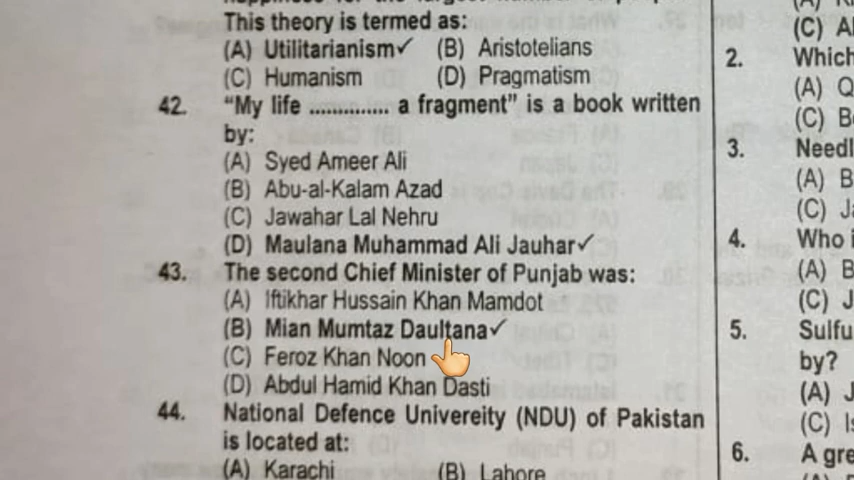 This theory is termed as:
(A) Utilitarianism✓ (B) Aristotelians
(C) Humanism (D) Pragmatism
42. “My life .............. a fragment” is a book written
by:
(A) Syed Ameer Ali
(B) Abu-al-Kalam Azad
(C) Jawahar Lal Nehru
(D) Maulana Muhammad Ali Jauhar✓
43. The second Chief Minister of Punjab was:
(A) Iftikhar Hussain Khan Mamdot
(B) Mian Mumtaz Daultana✓
(C) Feroz Khan Noon
(D) Abdul Hamid Khan Dasti
44. National Defence Univereity (NDU) of Pakistan
is located at:
(A) Karachi (B) Lahore
(C)
2. Which
(A)
(C)
3.
(A)
(C)
4. Who
(A)
(C)
5.
by?
(A)
(C)
6.